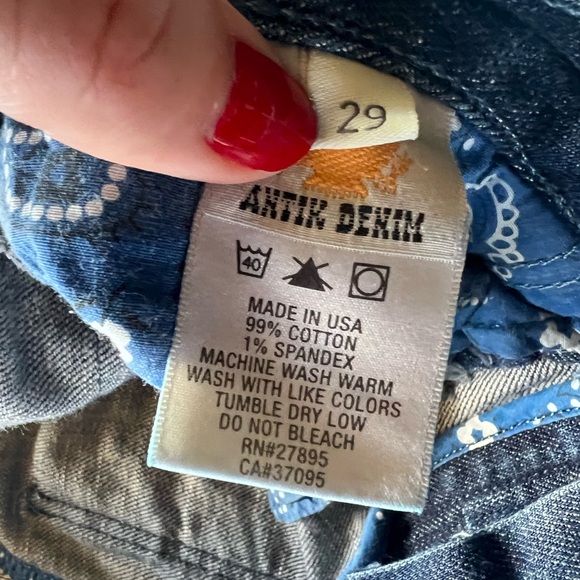 29
ANTIK DENIM
40
MADE IN USA
99% COTTON
1% SPANDEX
MACHINE WASH WARM
WASH WITH LIKE COLORS
TUMBLE DRY LOW
DO NOT BLEACH
RN#27895
CA#37095